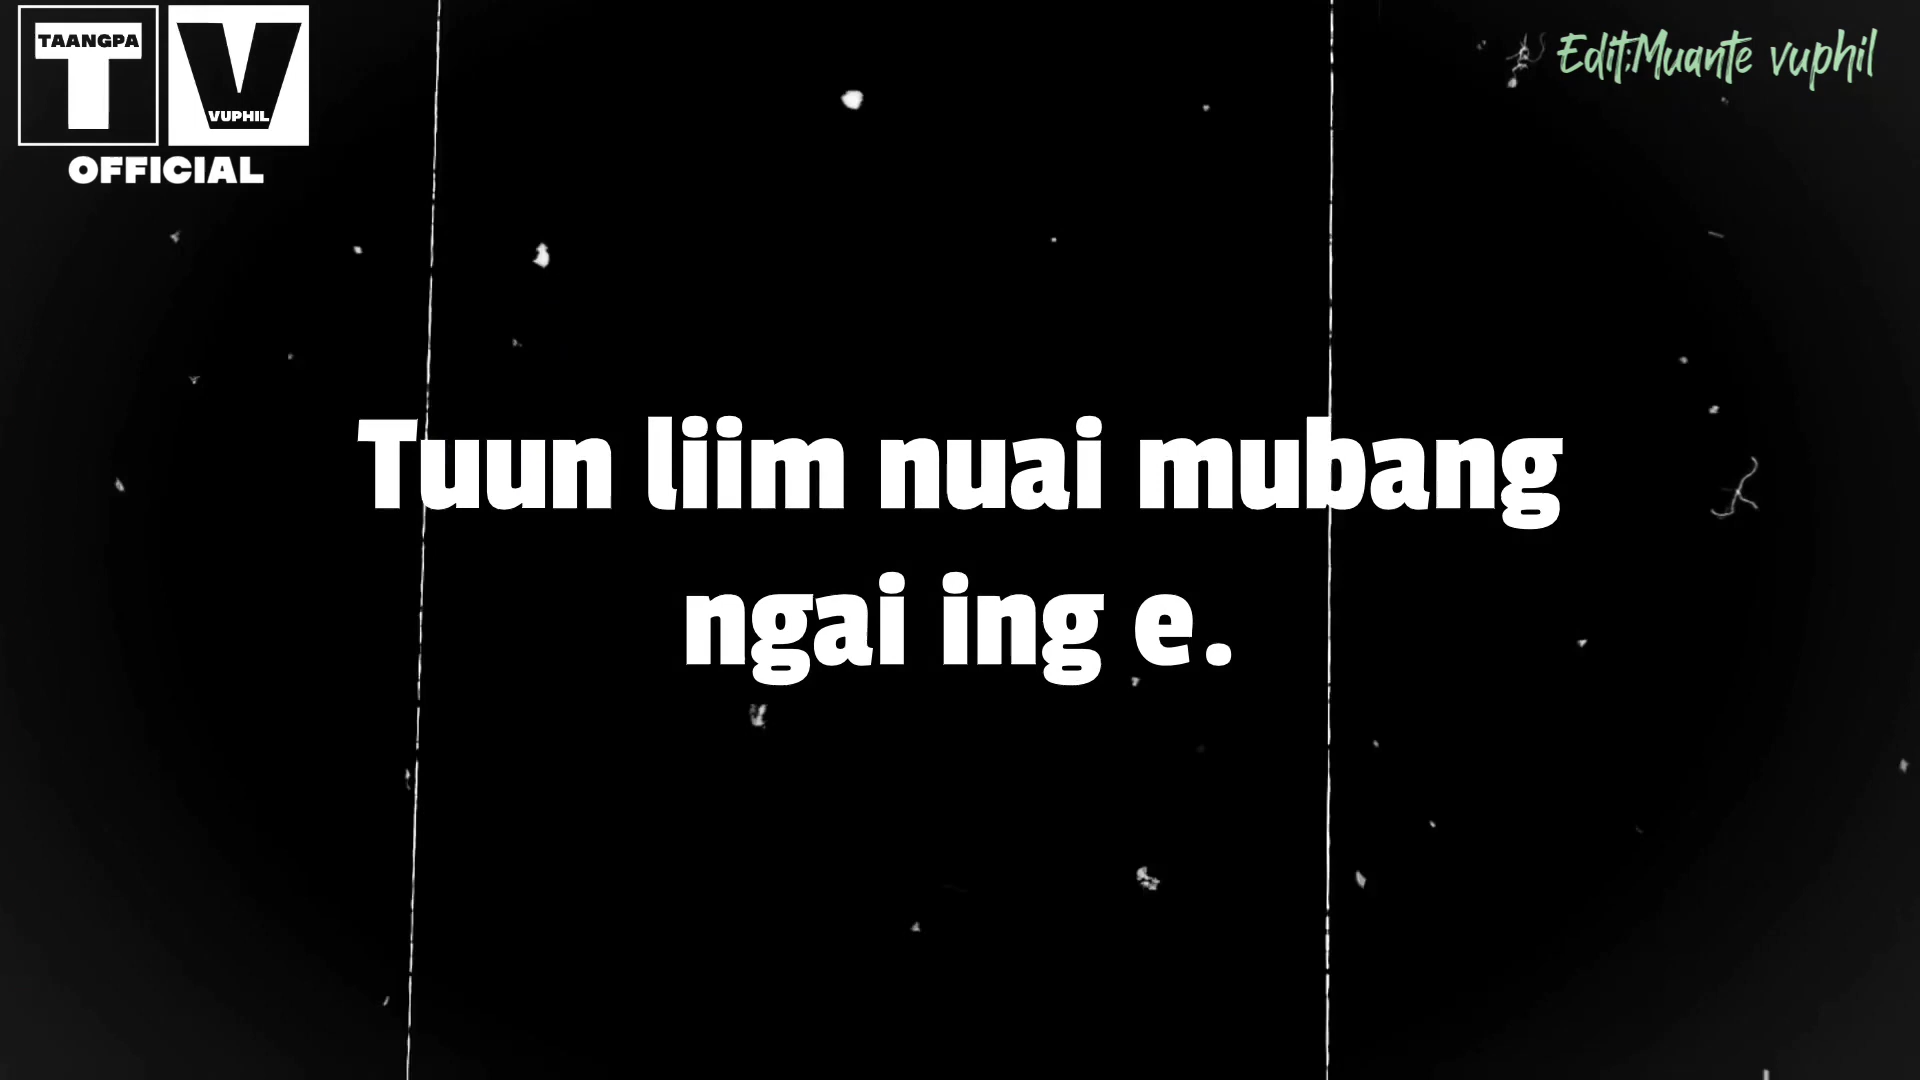 TAANGPA
T V
VUPHIL
OFFICIAL
Edit:Muante vuphil
Tuun liim nuai mubang
ngai ing e.